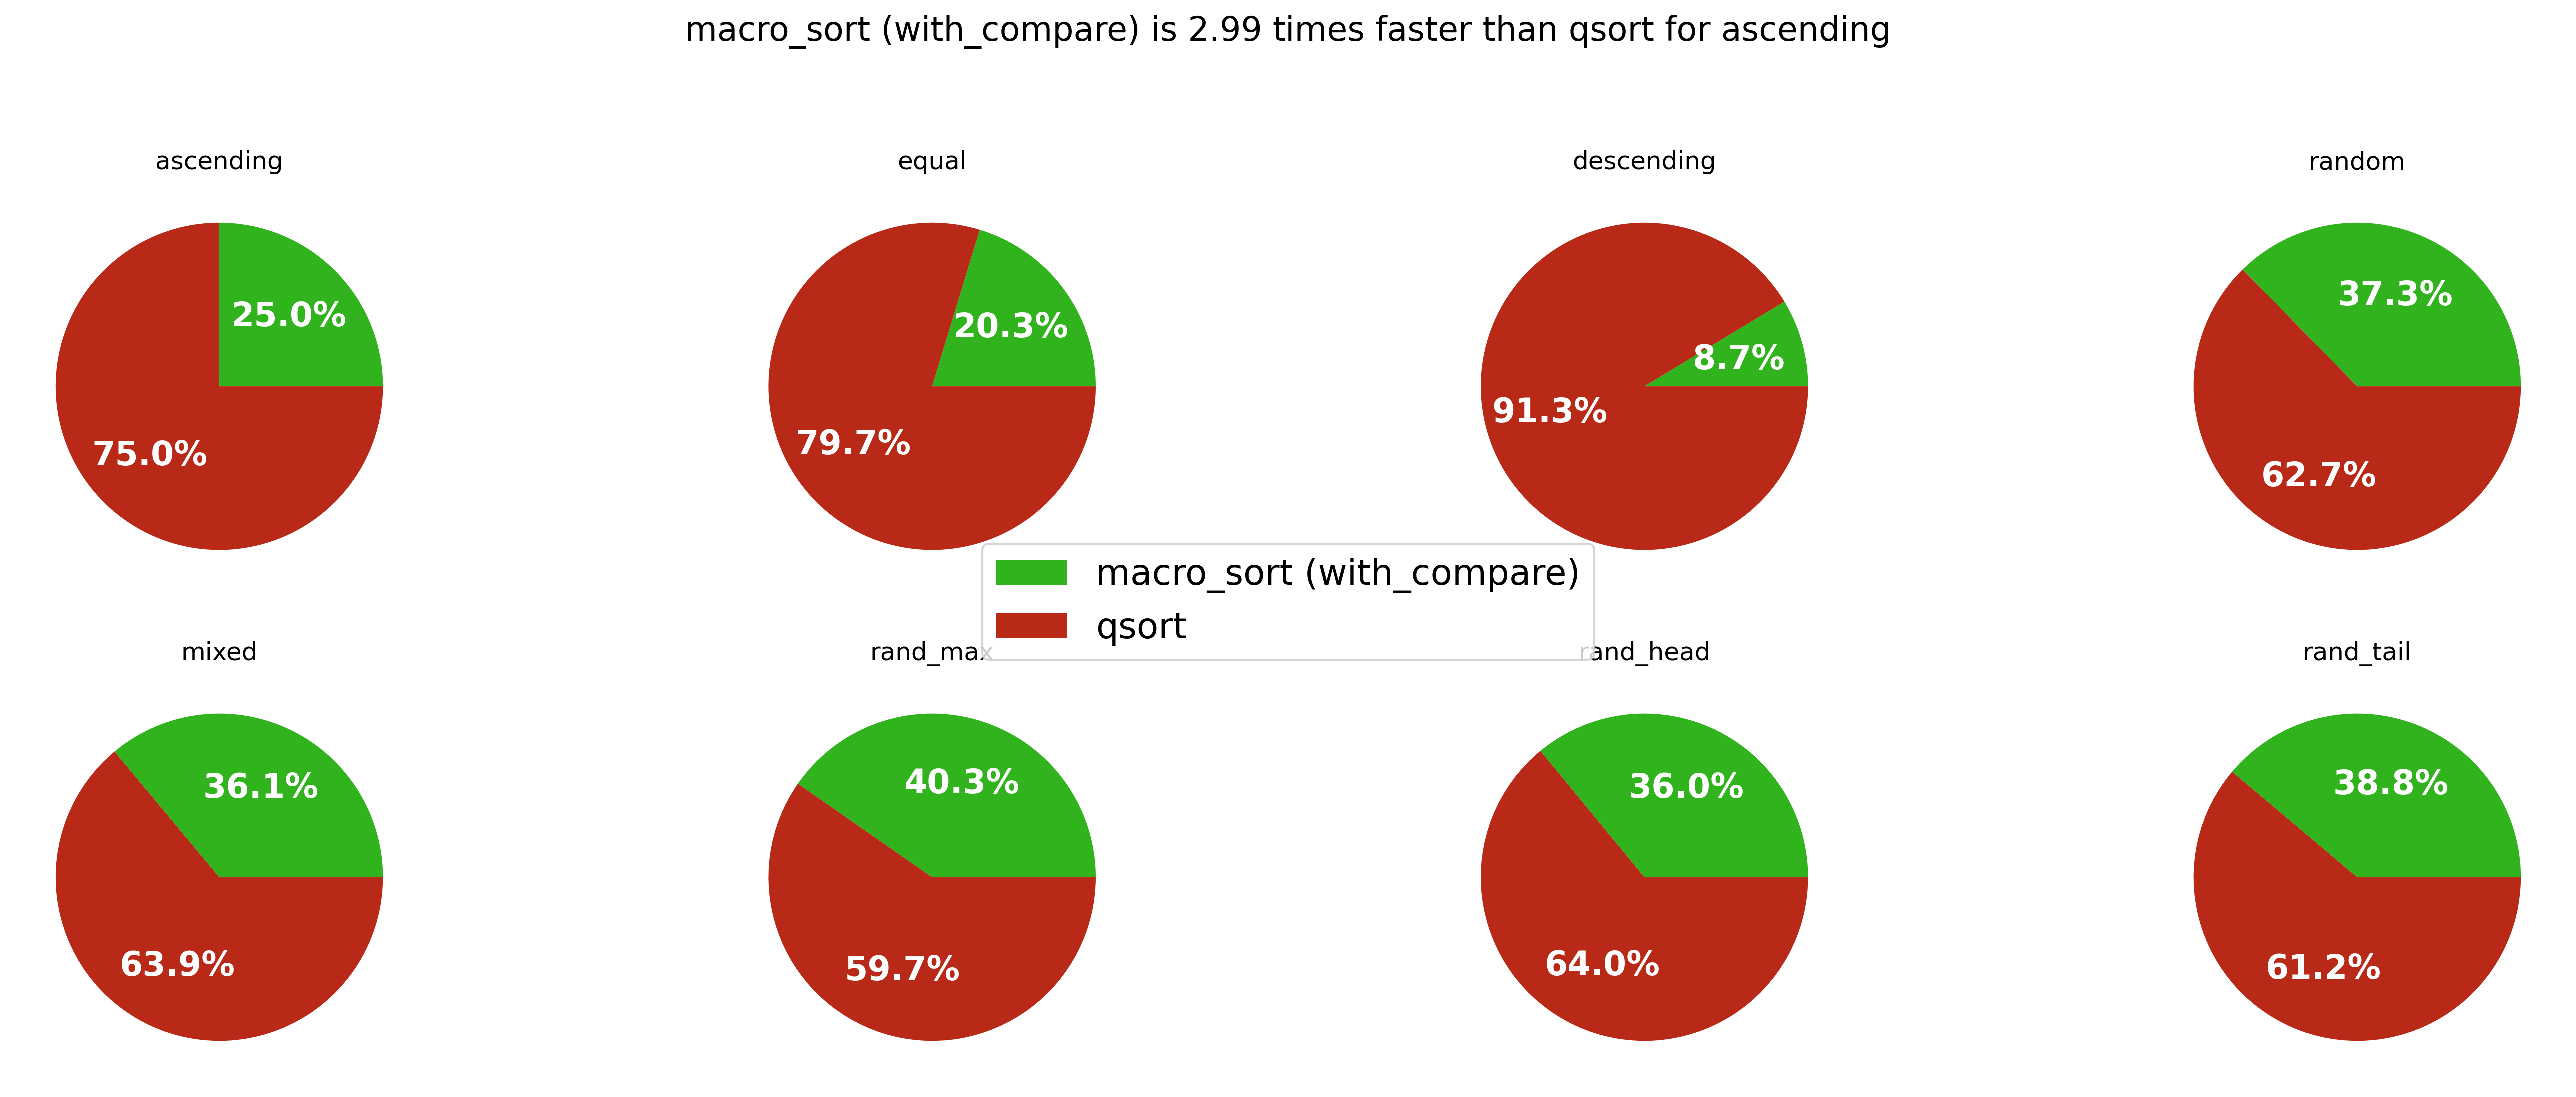 macro_sort (with_compare) is 2.99 times faster than qsort for ascending
ascending
25.0%
75.0%
equal
20.3%
79.7%
descending
8.7%
91.3%
random
37.3%
62.7%
macro_sort (with_compare)
qsort
mixed
36.1%
63.9%
rand_max
40.3%
59.7%
rand_head
36.0%
64.0%
rand_tail
38.8%
61.2%